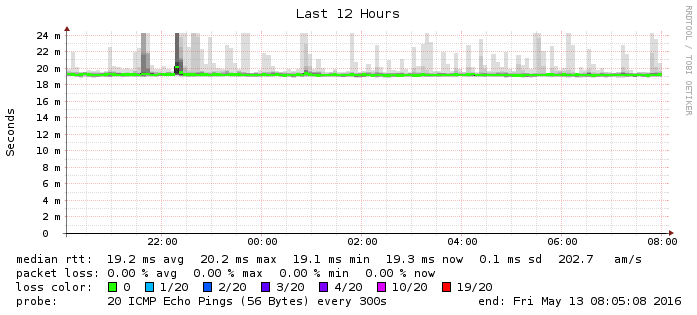 Last 12 Hours
RRDTOOL / TOBI OETIKER
Seconds
24 m
22 m
20 m
18 m
16 m
14 m
12 m
10 m
8 m
6 m
4 m
2 m
0
22:00 00:00 02:00 04:00 06:00 08:00
median rtt: 19.2 ms avg 20.2 ms max 19.1 ms min 19.3 ms now 0.1 ms sd 202.7 am/s
packet loss: 0.00 % avg 0.00 % max 0.00 % min 0.00 % now
loss color: 0 1/20 2/20 3/20 4/20 10/20 19/20
probe: 20 ICMP Echo Pings (56 Bytes) every 300s end: Fri May 13 08:05:08 2016